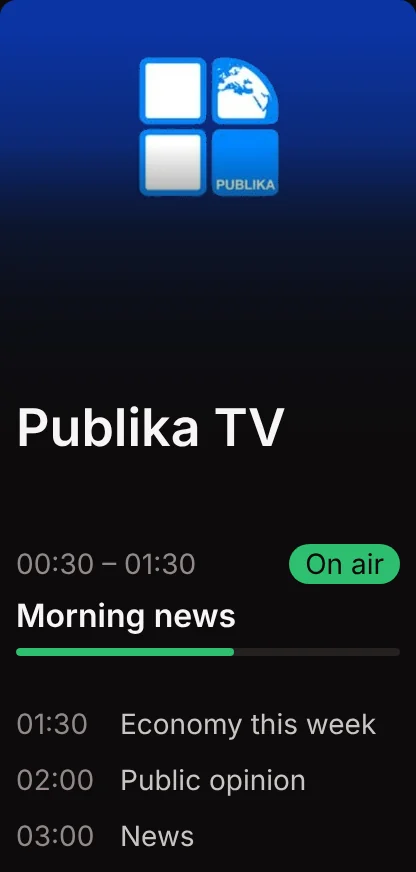 PUBLIKA
Publika TV
00:30 – 01:30 On air
Morning news
01:30 Economy this week
02:00 Public opinion
03:00 News